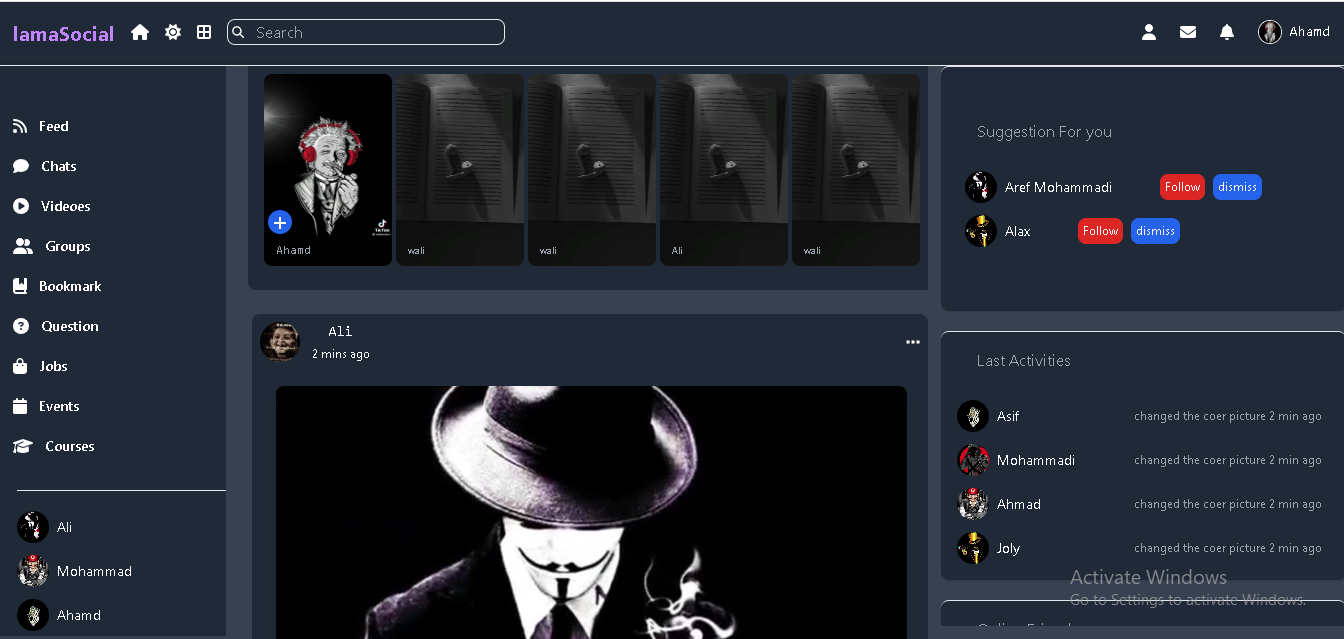 lamaSocial
Search
Ahamd
Feed
Chats
Videoes
Groups
Bookmark
Question
Jobs
Events
Courses
Ali
Mohammad
Ahamd
TikTok
Ahamd
wali
wali
Ali
wali
Ali
2 mins ago
Suggestion For you
Aref Mohammadi Follow dismiss
Alax Follow dismiss
Last Activities
Asif changed the coer picture 2 min ago
Mohammadi changed the coer picture 2 min ago
Ahmad changed the coer picture 2 min ago
Joly changed the coer picture 2 min ago
Activate Windows
Go to Settings to activate Windows.